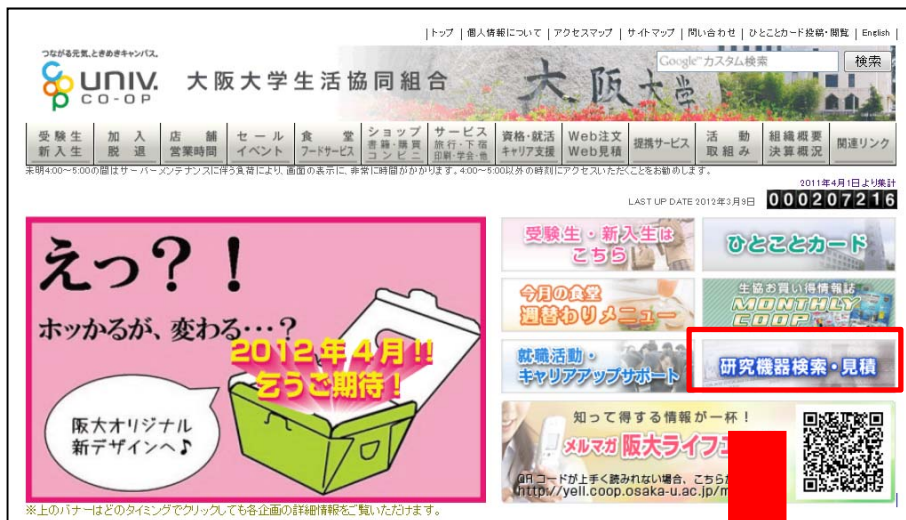 |トップ | 個人情報について | アクセスマップ | サイトマップ | 問い合わせ | ひとことカード投稿・閲覧 | English |
つながる元気、ときめきキャンパス。
UNIV.
CO-OP
大阪大学生活協同組合
大阪大学
Google™カスタム検索
検索
受験生
新入生
加入
脱退
店舗
営業時間
セール
イベント
食堂
フードサービス
ショップ
書籍・購買
コンビニ
サービス
旅行・下宿
印刷・学会・他
資格・就活
キャリア支援
Web注文
Web見積
提携サービス
活動
取組み
組織概要
決算概況
関連リンク
未明4:00~5:00の間はサーバーメンテナンスに伴う負荷により、画面の表示に、非常に時間がかかります。4:00~5:00以外の時刻にアクセスいただくことをお勧めします。
2011年4月1日より集計
LAST UP DATE 2012年3月9日 000207216
えっ?!
ホッかるが、変わる…?
2012年4月!!
乞うご期待!
阪大オリジナル
新デザインへ♪
※上のバナーはどのタイミングでクリックしても各企画の詳細情報をご覧いただけます。
受験生・新入生は
こちら
ひとことカード
今月の食堂
週替わりメニュー
生協お買い得情報誌
MONTHLY
COOP
就職活動・
キャリアアップサポート
研究機器検索・見積
知って得する情報が一杯!
メルマガ 阪大ライフ
QRコードが上手く読みれない場合、こちら
http://yell.coop.osaka-u.ac.jp/m